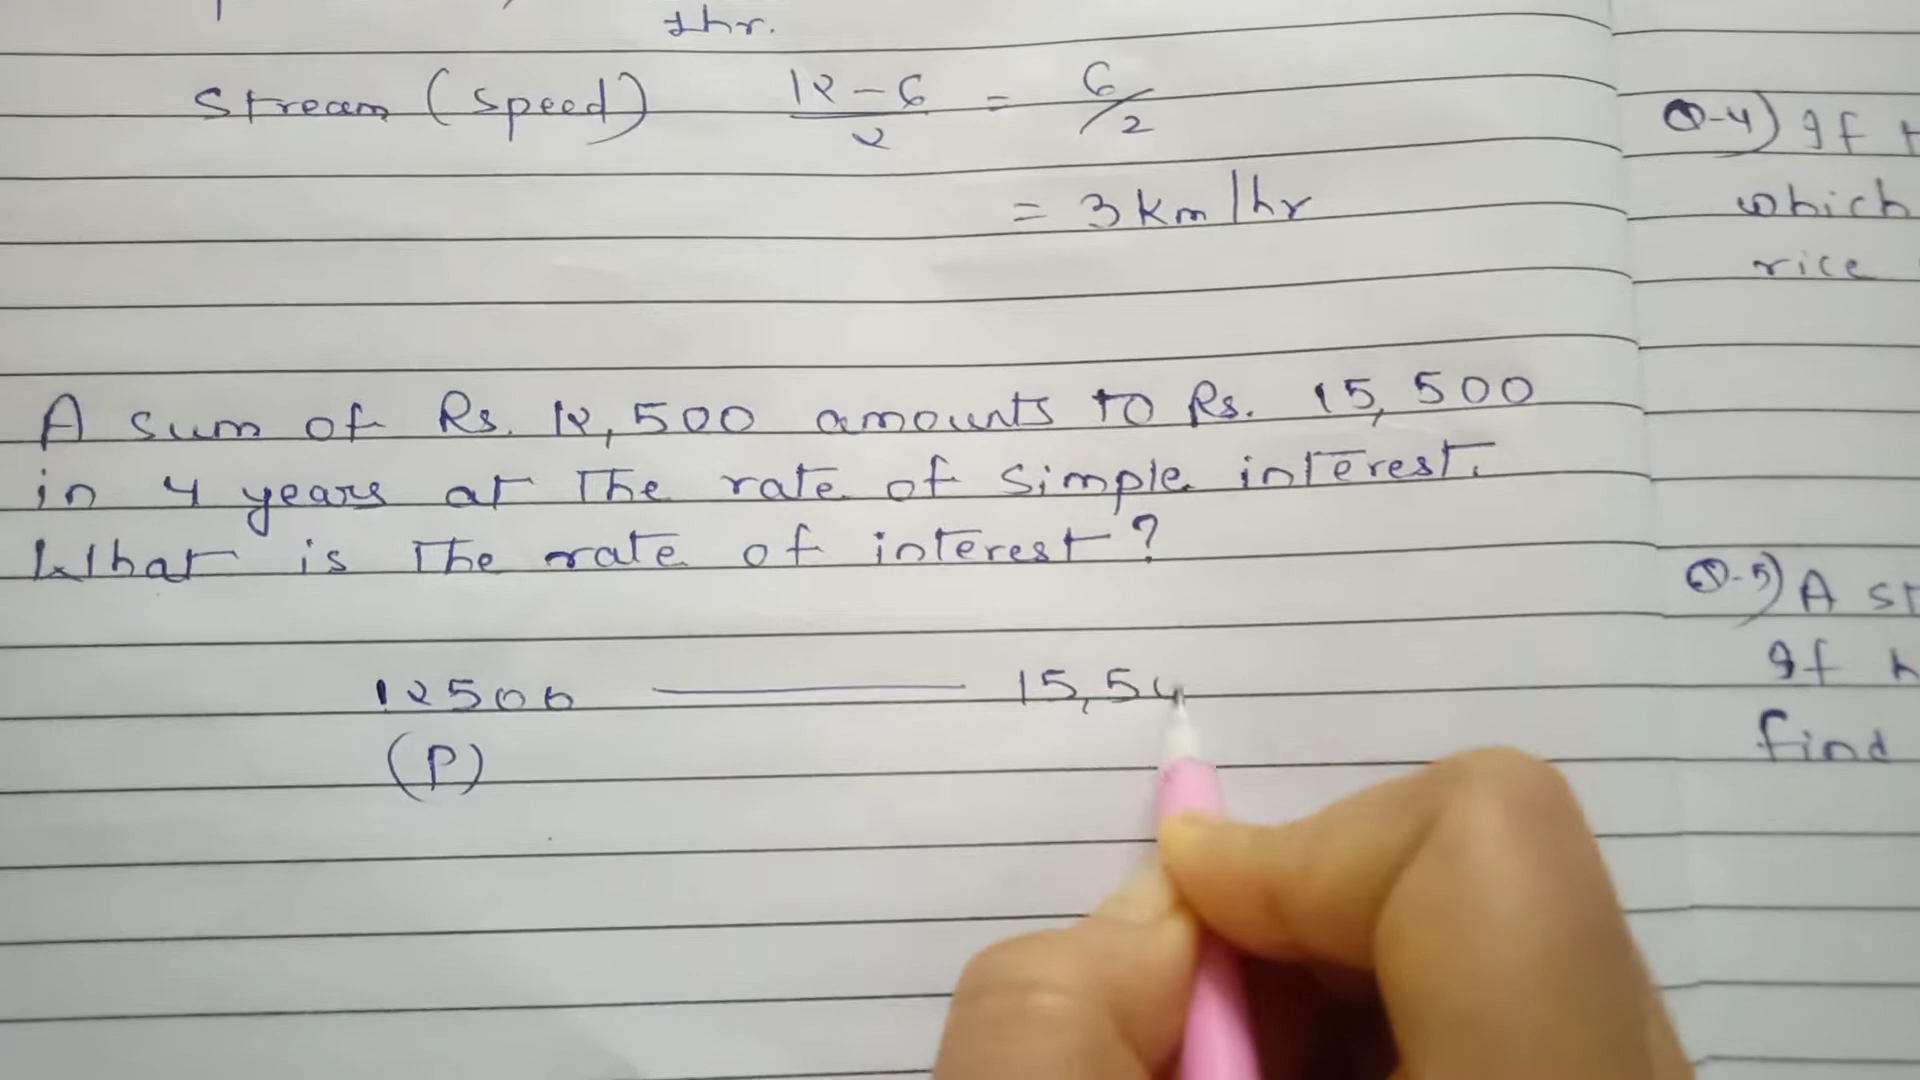 1hr.
Stream (speed) 12-6/2 = 6/2
= 3 km/hr
A sum of Rs. 12,500 amounts to Rs. 15,500
in 4 years at the rate of simple interest.
What is the rate of interest?
12500 —— 15,5
(P)
Q-4) If
which
rice
Q-5) A
If
find